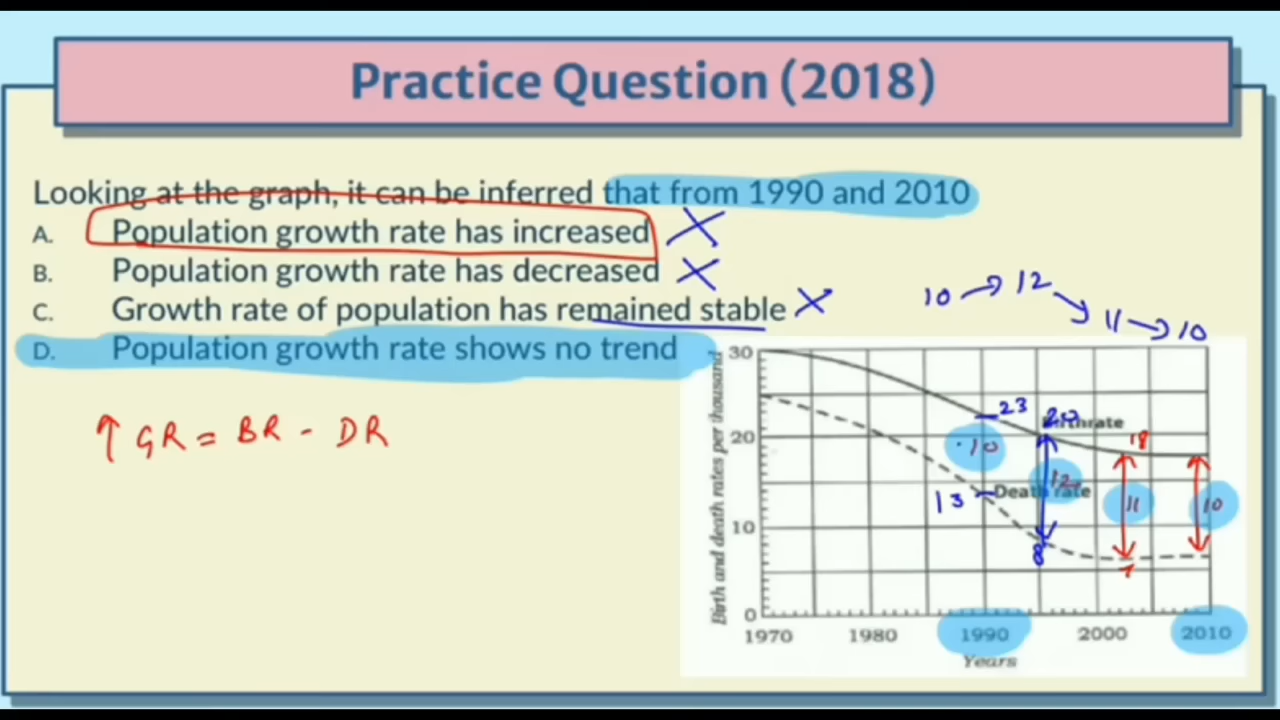 Practice Question (2018)
Looking at the graph, it can be inferred that from 1990 and 2010
A. Population growth rate has increased
B. Population growth rate has decreased
C. Growth rate of population has remained stable
D. Population growth rate shows no trend
10 → 12
11 → 10
↑ GR = BR - DR
Birth and death rates per thousand
30
20
10
0
23
20
Birthrate
18
10
12
13
Death rate
11
10
8
7
1970 1980 1990 2000 2010
Years